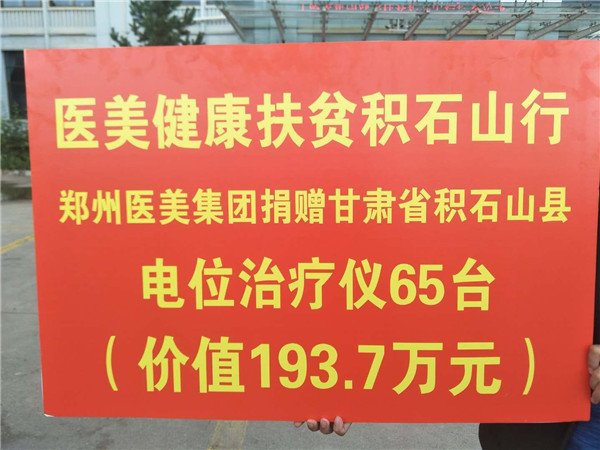 医美健康扶贫积石山行
郑州医美集团捐赠甘肃省积石山县
电位治疗仪65台
（价值193.7万元）